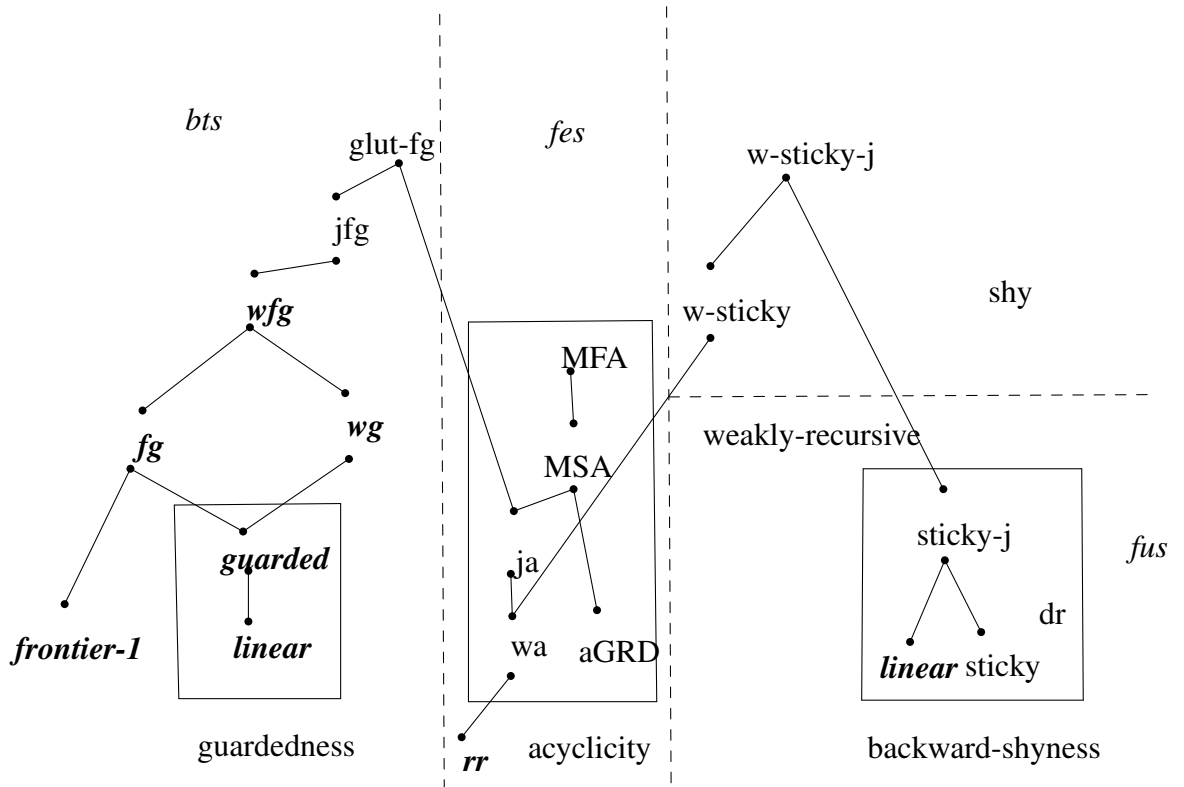 bts
fes
glut-fg
w-sticky-j
jfg
shy
wfg
w-sticky
MFA
wg
weakly-recursive
fg
MSA
sticky-j
fus
guarded
ja
dr
frontier-1
linear
wa
aGRD
linear sticky
guardedness
rr
acyclicity
backward-shyness